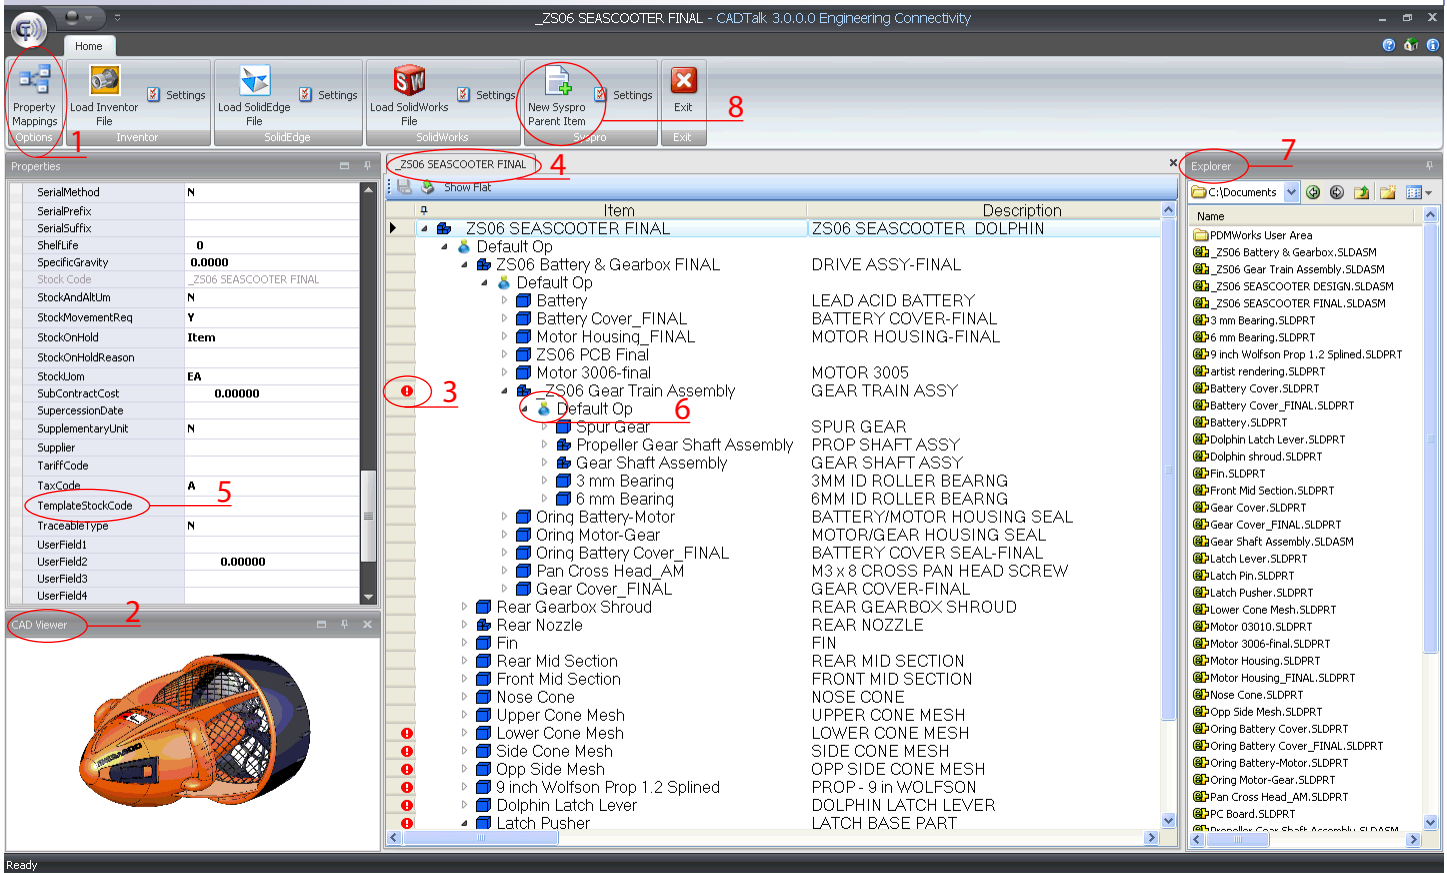 _ZS06 SEASCOOTER FINAL - CADTalk 3.0.0.0 Engineering Connectivity
Home
Property Mappings
Load Inventor File
Settings
Load SolidEdge File
Settings
Load SolidWorks File
Settings
New Syspro Parent Item
Settings
Exit
Options
Inventor
SolidEdge
SolidWorks
Syspro
Exit
1
8
Properties
SerialMethod N
SerialPrefix
SerialSuffix
ShelfLife 0
SpecificGravity 0.0000
Stock Code _ZS06 SEASCOOTER FINAL
StockAndAltUm N
StockMovementReq Y
StockOnHold Item
StockOnHoldReason
StockUom EA
SubContractCost 0.00000
SupercessionDate
SupplementaryUnit N
Supplier
TariffCode
TaxCode A
TemplateStockCode
5
TraceableType N
UserField1
UserField2 0.00000
UserField3
UserField4
CAD Viewer
2
_ZS06 SEASCOOTER FINAL
4
Show Flat
Item Description
ZS06 SEASCOOTER FINAL ZS06 SEASCOOTER DOLPHIN
Default Op
ZS06 Battery & Gearbox FINAL DRIVE ASSY-FINAL
Default Op
Battery LEAD ACID BATTERY
Battery Cover_FINAL BATTERY COVER-FINAL
Motor Housing_FINAL MOTOR HOUSING-FINAL
ZS06 PCB Final
Motor 3006-final MOTOR 3005
3
_ZS06 Gear Train Assembly GEAR TRAIN ASSY
Default Op
6
Spur Gear SPUR GEAR
Propeller Gear Shaft Assembly PROP SHAFT ASSY
Gear Shaft Assembly GEAR SHAFT ASSY
3 mm Bearing 3MM ID ROLLER BEARNG
6 mm Bearing 6MM ID ROLLER BEARNG
Oring Battery-Motor BATTERY/MOTOR HOUSING SEAL
Oring Motor-Gear MOTOR/GEAR HOUSING SEAL
Oring Battery Cover_FINAL BATTERY COVER SEAL-FINAL
Pan Cross Head_AM M3 x 8 CROSS PAN HEAD SCREW
Gear Cover_FINAL GEAR COVER-FINAL
Rear Gearbox Shroud REAR GEARBOX SHROUD
Rear Nozzle REAR NOZZLE
Fin FIN
Rear Mid Section REAR MID SECTION
Front Mid Section FRONT MID SECTION
Nose Cone NOSE CONE
Upper Cone Mesh UPPER CONE MESH
Lower Cone Mesh LOWER CONE MESH
Side Cone Mesh SIDE CONE MESH
Opp Side Mesh OPP SIDE CONE MESH
9 inch Wolfson Prop 1.2 Splined PROP - 9 in WOLFSON
Dolphin Latch Lever DOLPHIN LATCH LEVER
Latch Pusher LATCH BASE PART
Explorer
7
C:\Documents
Name
PDMWorks User Area
_ZS06 Battery & Gearbox.SLDASM
_ZS06 Gear Train Assembly.SLDASM
_ZS06 SEASCOOTER DESIGN.SLDASM
_ZS06 SEASCOOTER FINAL.SLDASM
3 mm Bearing.SLDPRT
6 mm Bearing.SLDPRT
9 inch Wolfson Prop 1.2 Splined.SLDPRT
artist rendering.SLDPRT
Battery Cover.SLDPRT
Battery Cover_FINAL.SLDPRT
Battery.SLDPRT
Dolphin Latch Lever.SLDPRT
Dolphin shroud.SLDPRT
Fin.SLDPRT
Front Mid Section.SLDPRT
Gear Cover.SLDPRT
Gear Cover_FINAL.SLDPRT
Gear Shaft Assembly.SLDASM
Latch Lever.SLDPRT
Latch Pin.SLDPRT
Latch Pusher.SLDPRT
Lower Cone Mesh.SLDPRT
Motor 03010.SLDPRT
Motor 3006-final.SLDPRT
Motor Housing.SLDPRT
Motor Housing_FINAL.SLDPRT
Nose Cone.SLDPRT
Opp Side Mesh.SLDPRT
Oring Battery Cover.SLDPRT
Oring Battery Cover_FINAL.SLDPRT
Oring Battery-Motor.SLDPRT
Oring Motor-Gear.SLDPRT
Pan Cross Head_AM.SLDPRT
PC Board.SLDPRT
Propeller Gear Shaft Assembly.SLDASM
Ready